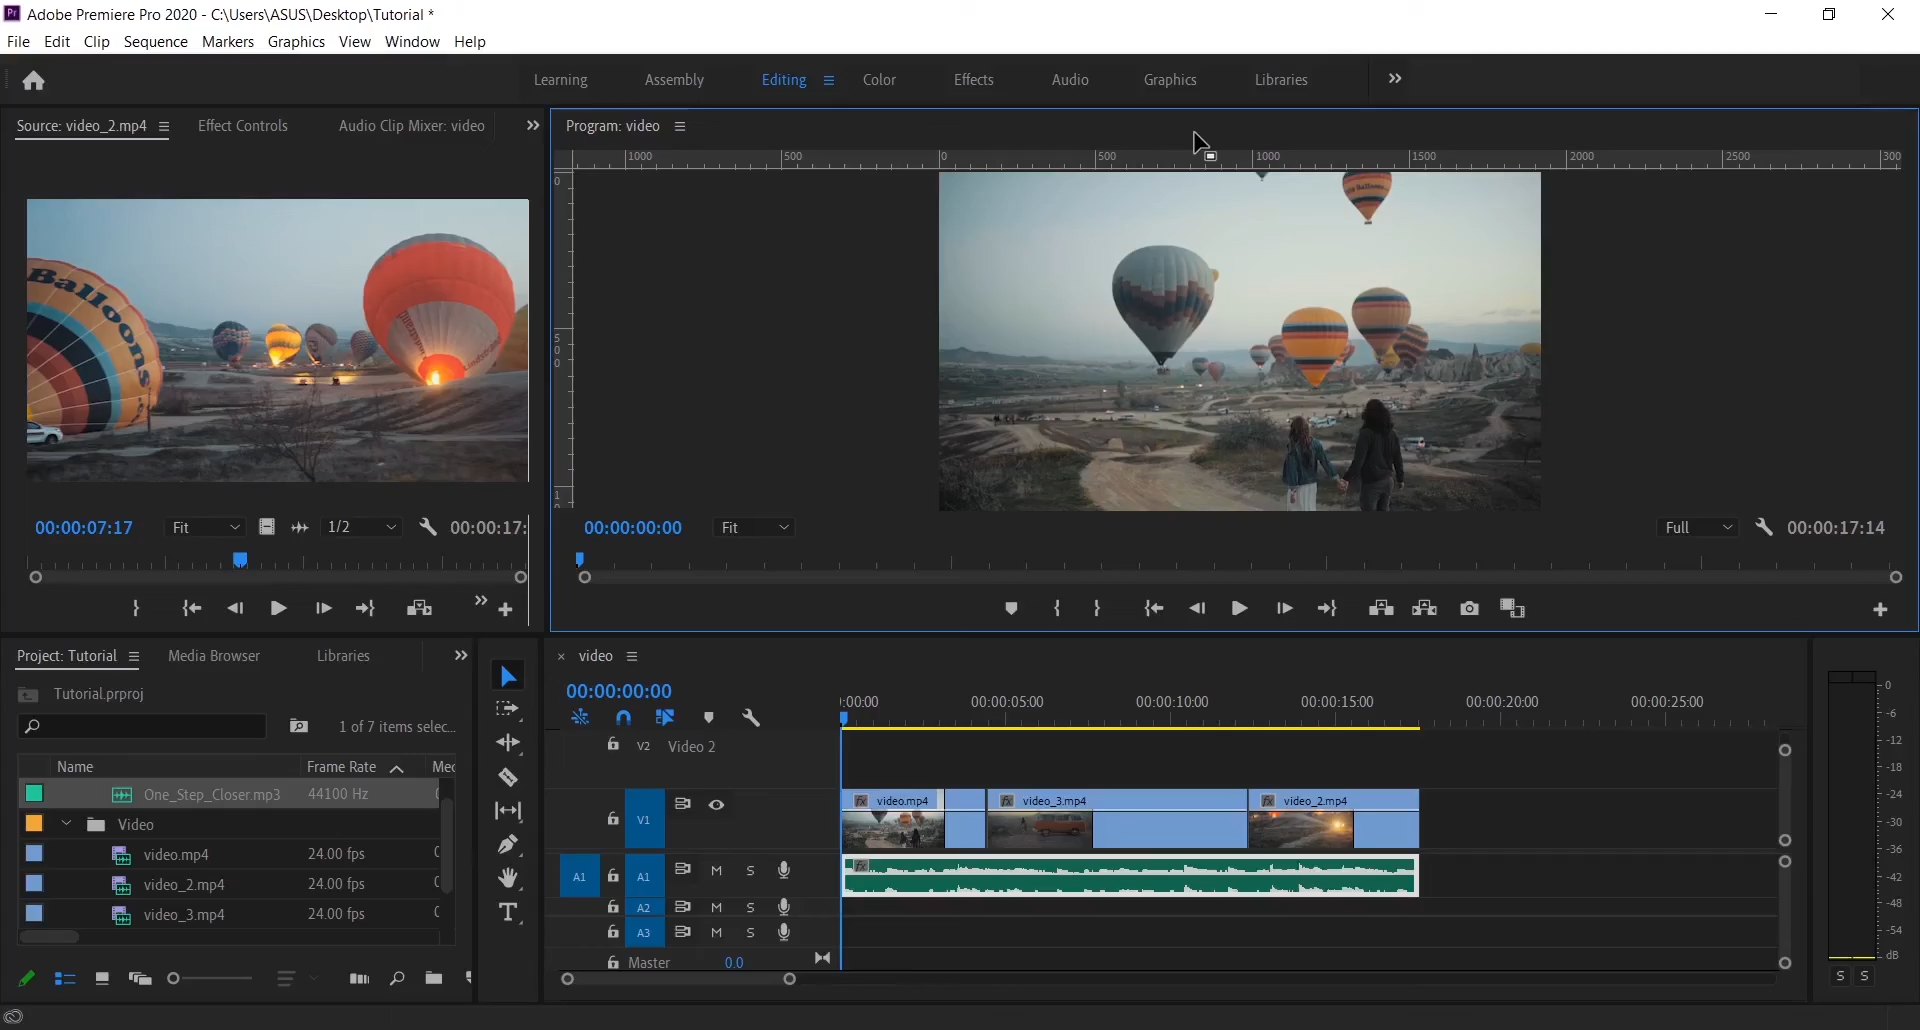 Pr Adobe Premiere Pro 2020 - C:\Users\ASUS\Desktop\Tutorial *
File Edit Clip Sequence Markers Graphics View Window Help
Learning Assembly Editing Color Effects Audio Graphics Libraries
Source: video_2.mp4 Effect Controls Audio Clip Mixer: video
Program: video
1000 500 0 500 1000 1500 2000 2500 300
0
500
1
Balloons
Balloons
00:00:07:17 Fit 1/2 00:00:17:
00:00:00:00 Fit Full 00:00:17:14
Project: Tutorial Media Browser Libraries
Tutorial.prproj
1 of 7 items selec...
Name Frame Rate Med
One_Step_Closer.mp3 44100 Hz
Video
video.mp4 24.00 fps
video_2.mp4 24.00 fps
video_3.mp4 24.00 fps
T
× video
00:00:00:00
:00:00 00:00:05:00 00:00:10:00 00:00:15:00 00:00:20:00 00:00:25:00
V2 Video 2
fx video.mp4 fx video_3.mp4 fx video_2.mp4
V1
A1 A1 M S fx
A2 M S
A3 M S
Master 0.0
0
-6
-12
-18
-24
-30
-36
-42
-48
-54
dB
S S